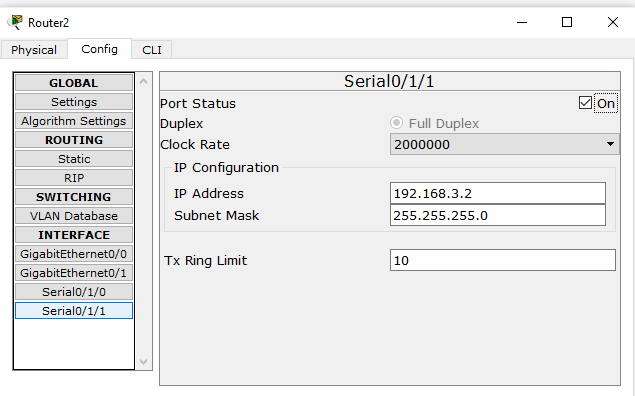 Router2
Physical Config CLI
GLOBAL
Settings
Algorithm Settings
ROUTING
Static
RIP
SWITCHING
VLAN Database
INTERFACE
GigabitEthernet0/0
GigabitEthernet0/1
Serial0/1/0
Serial0/1/1
Serial0/1/1
Port Status On
Duplex Full Duplex
Clock Rate 2000000
IP Configuration
IP Address 192.168.3.2
Subnet Mask 255.255.255.0
Tx Ring Limit 10